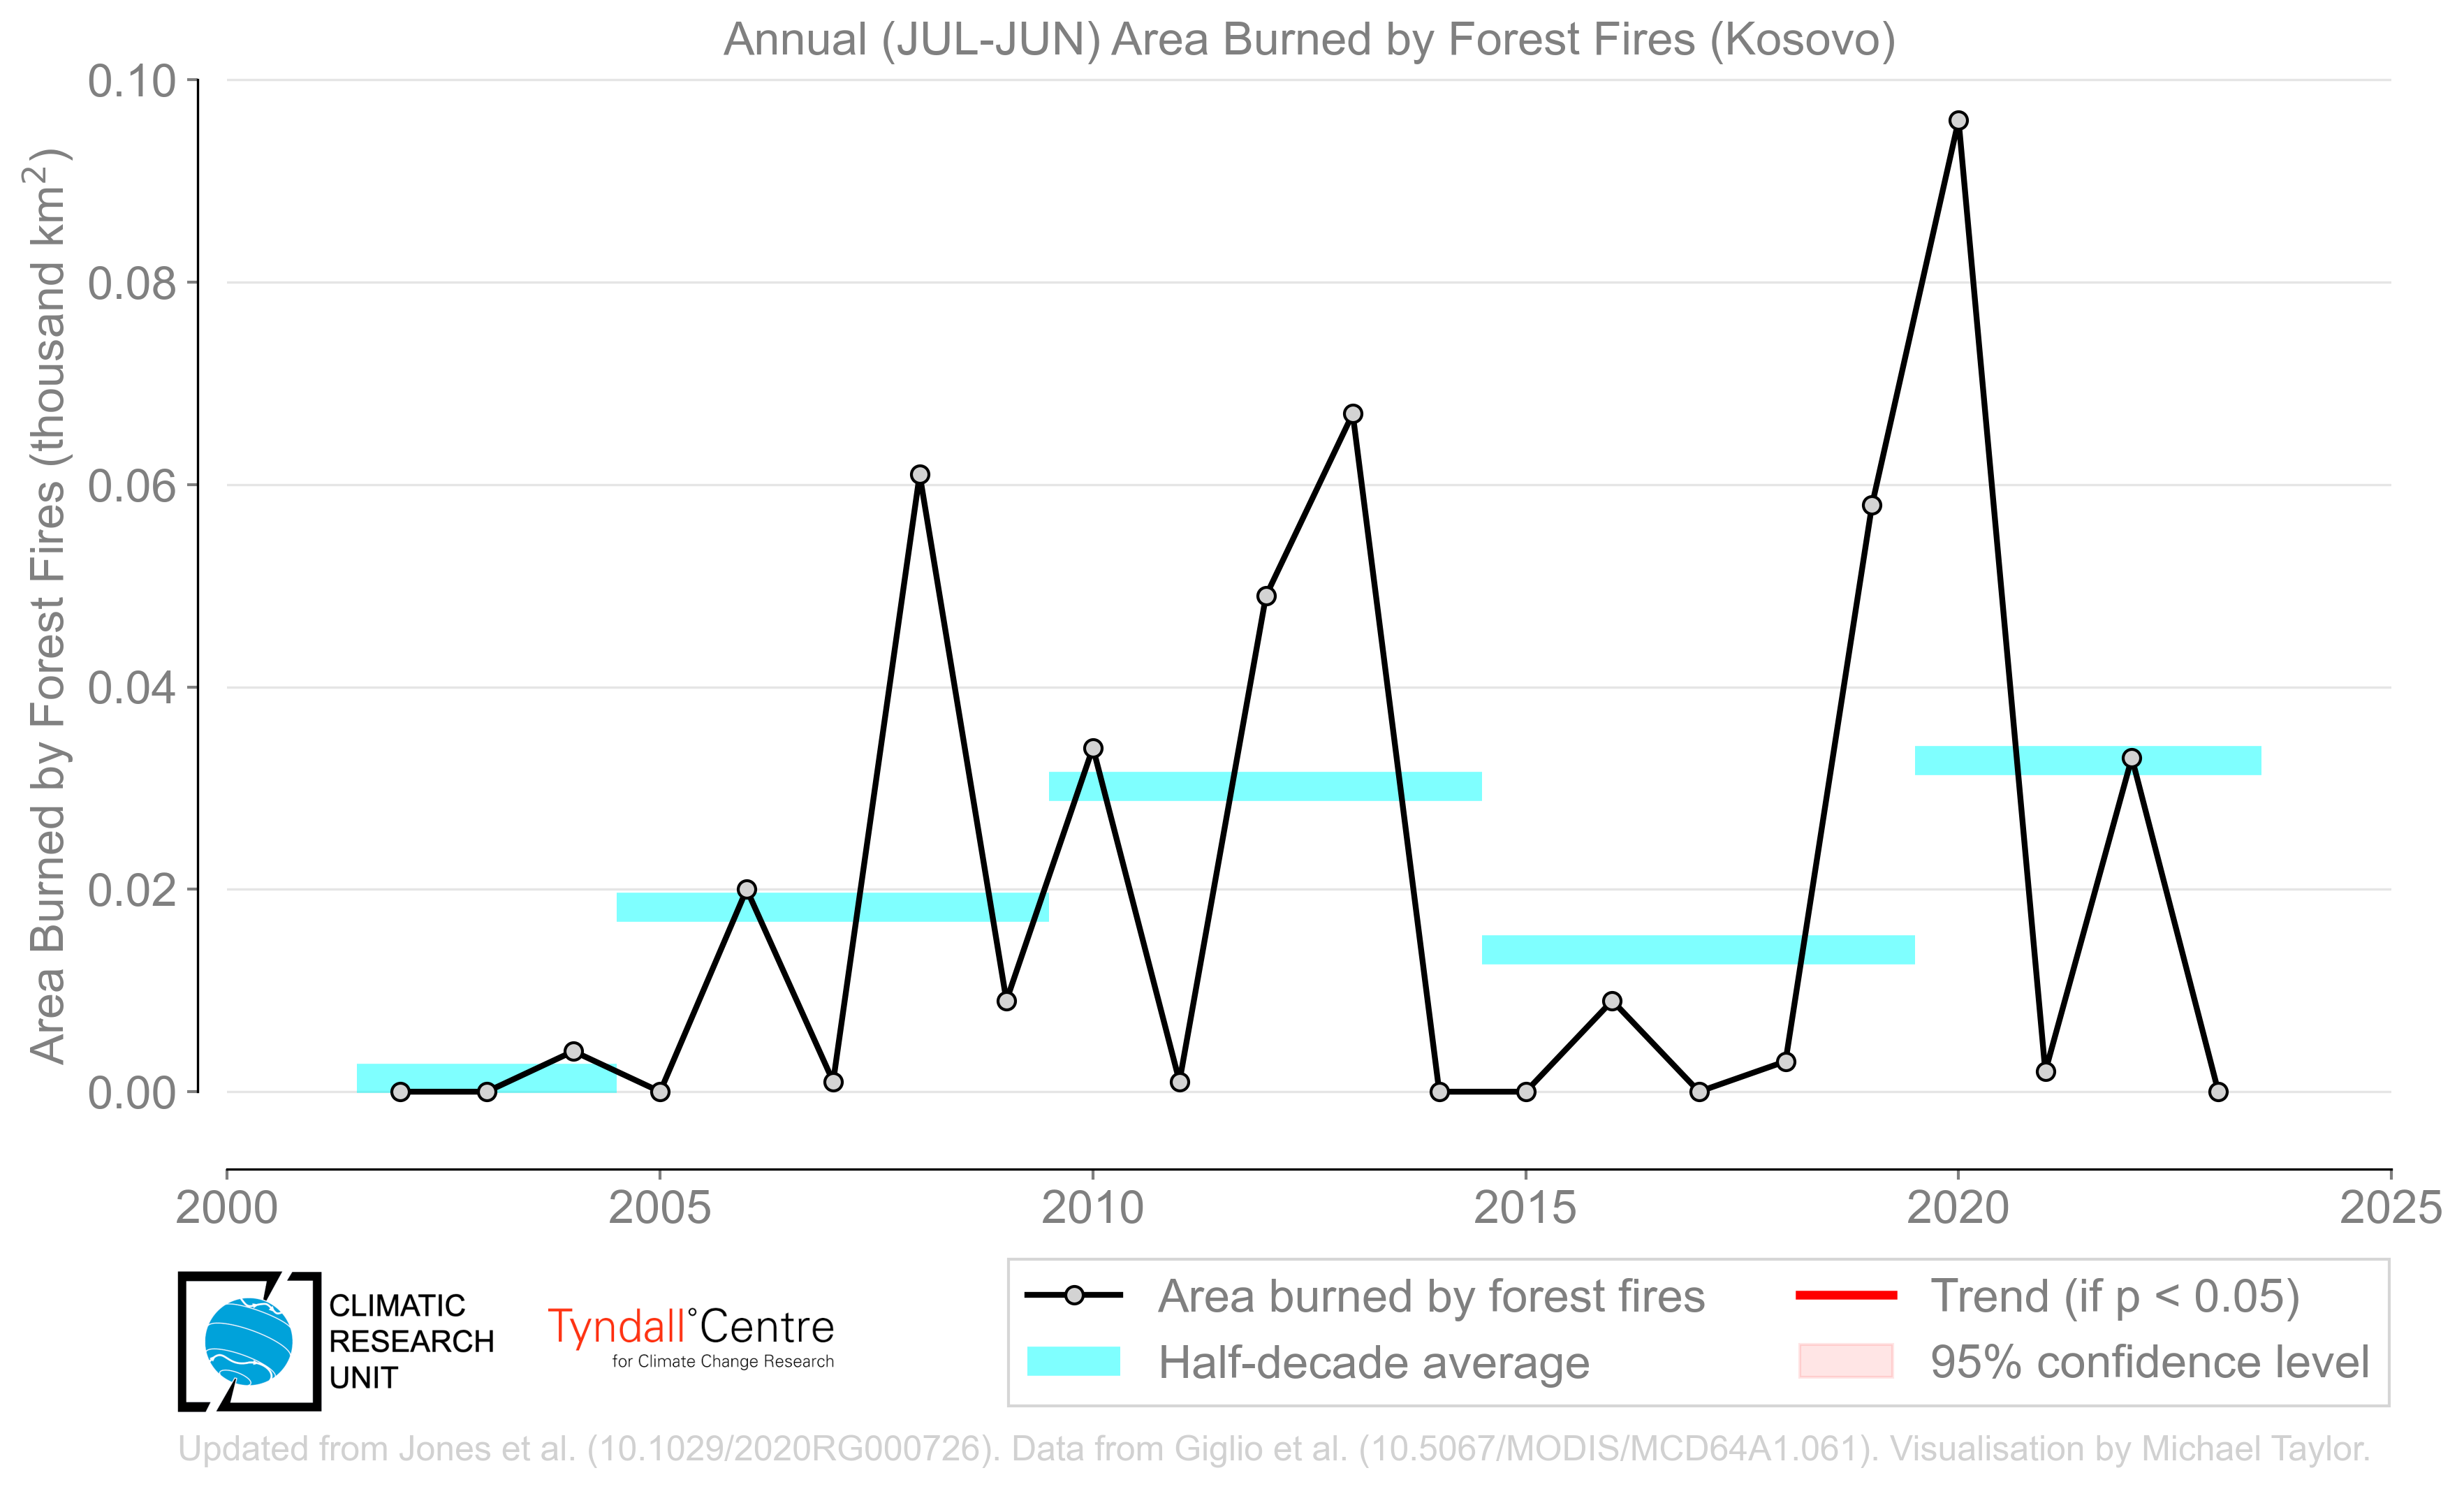 Annual (JUL-JUN) Area Burned by Forest Fires (Kosovo)
Area Burned by Forest Fires (thousand km²)
0.10
0.08
0.06
0.04
0.02
0.00
2000 2005 2010 2015 2020 2025
CLIMATIC
RESEARCH
UNIT
Tyndall°Centre
for Climate Change Research
Area burned by forest fires
Half-decade average
Trend (if p < 0.05)
95% confidence level
Updated from Jones et al. (10.1029/2020RG000726). Data from Giglio et al. (10.5067/MODIS/MCD64A1.061). Visualisation by Michael Taylor.